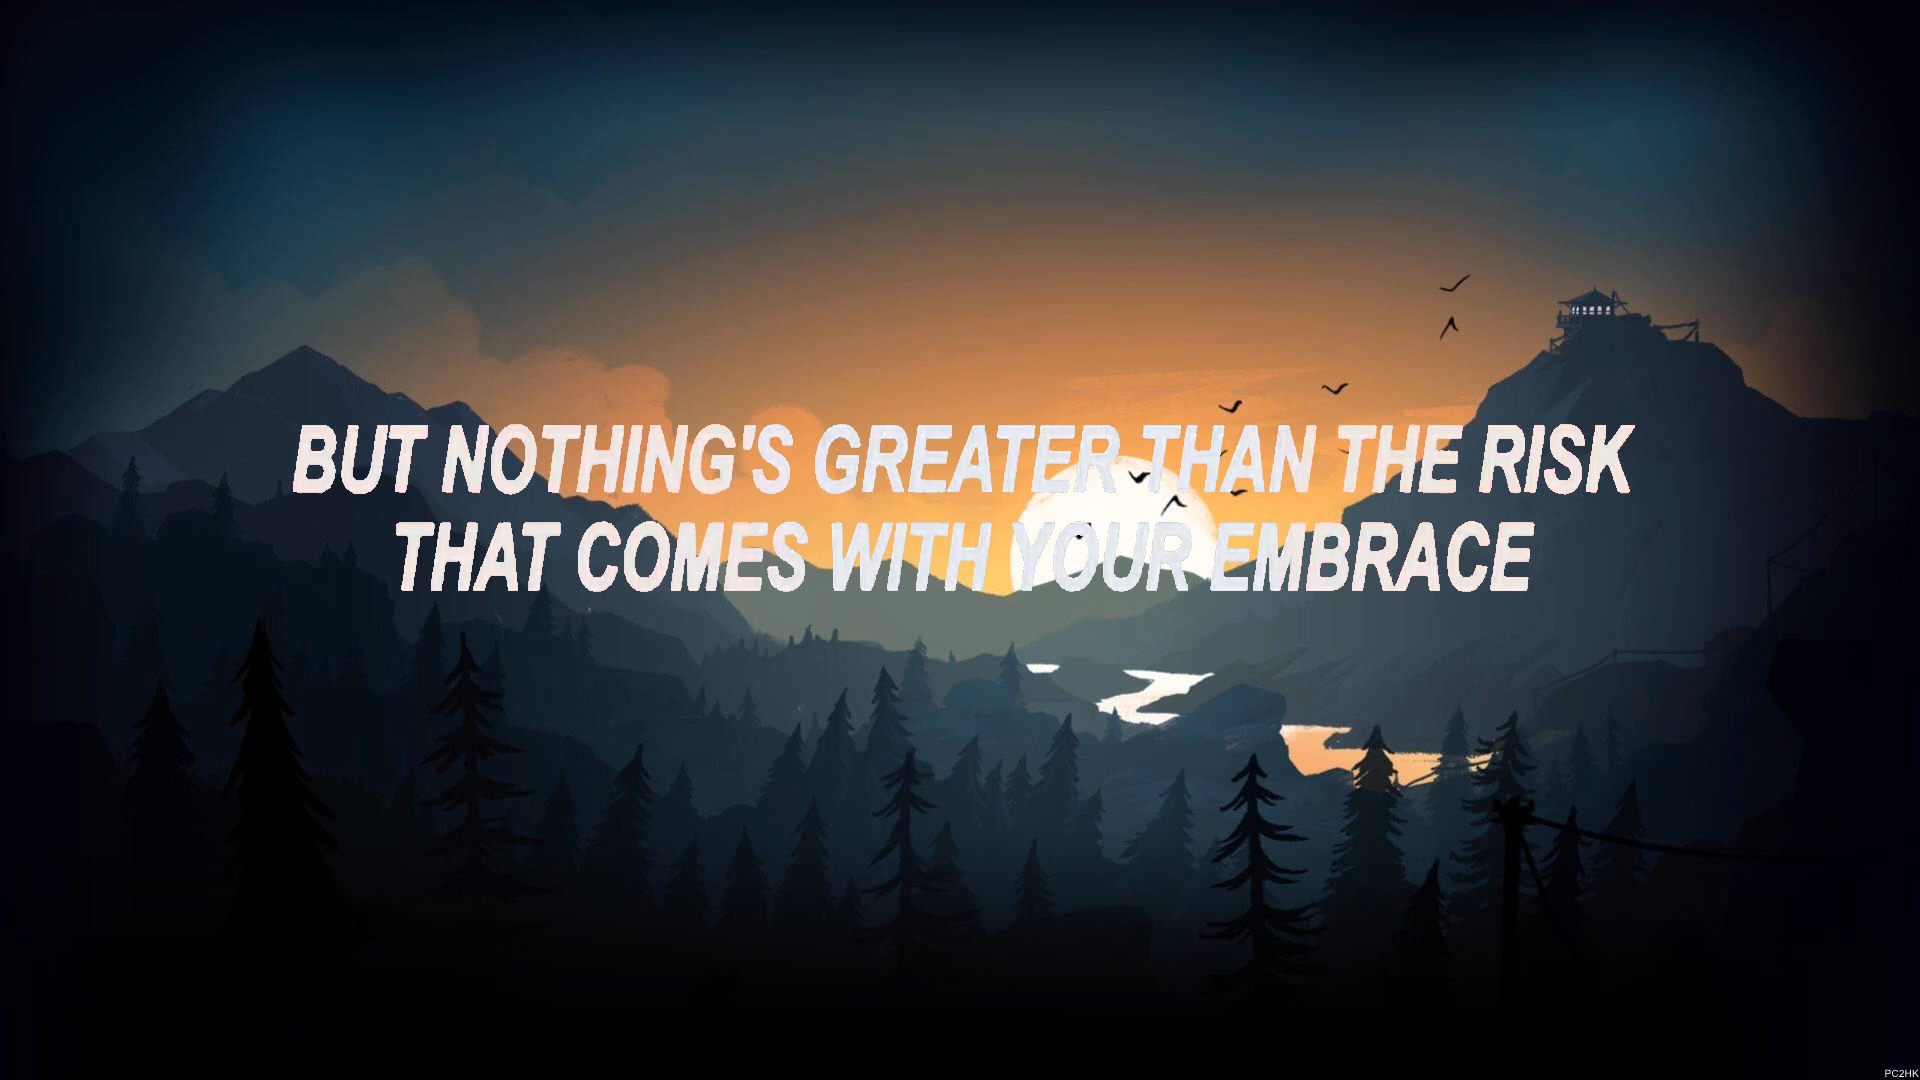 BUT NOTHING'S GREATER THAN THE RISK
THAT COMES WITH YOUR EMBRACE
PC2HK